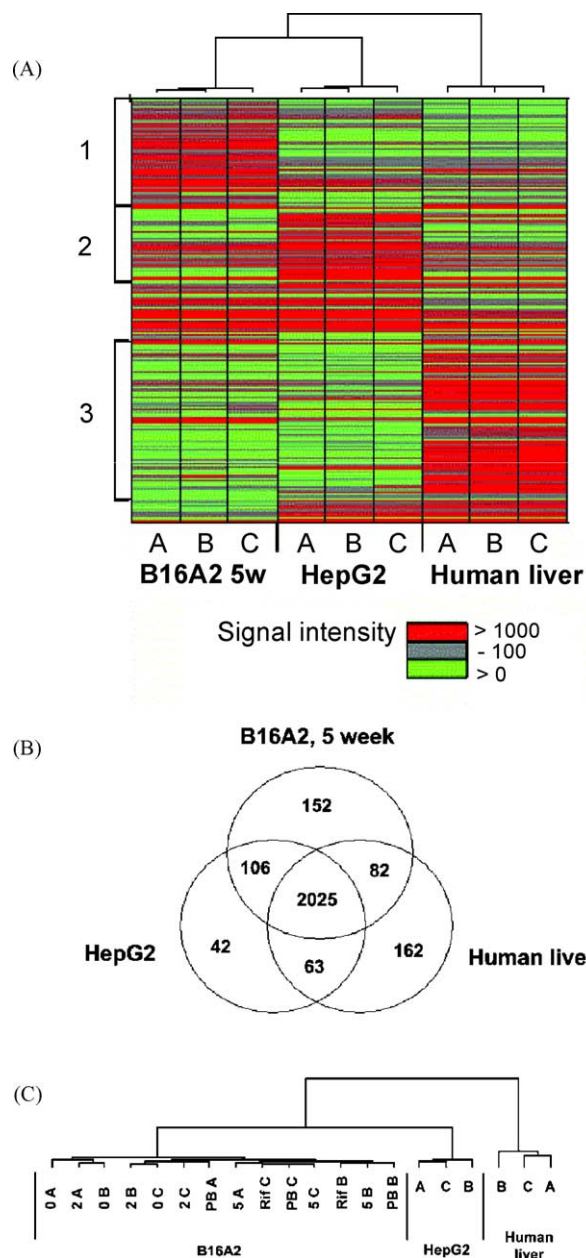 (A)
1
2
3
A B C A B C A B C
B16A2 5w HepG2 Human liver
Signal intensity
> 1000
- 100
> 0
(B)
B16A2, 5 week
152
106 82
2025
42 63 162
HepG2 Human live
(C)
0 A 2 A 0 B 2 B 0 C 2 C PB A 5 A Rif C PB C 5 C Rif B 5 B PB B A C B B C A
B16A2 HepG2 Human
liver